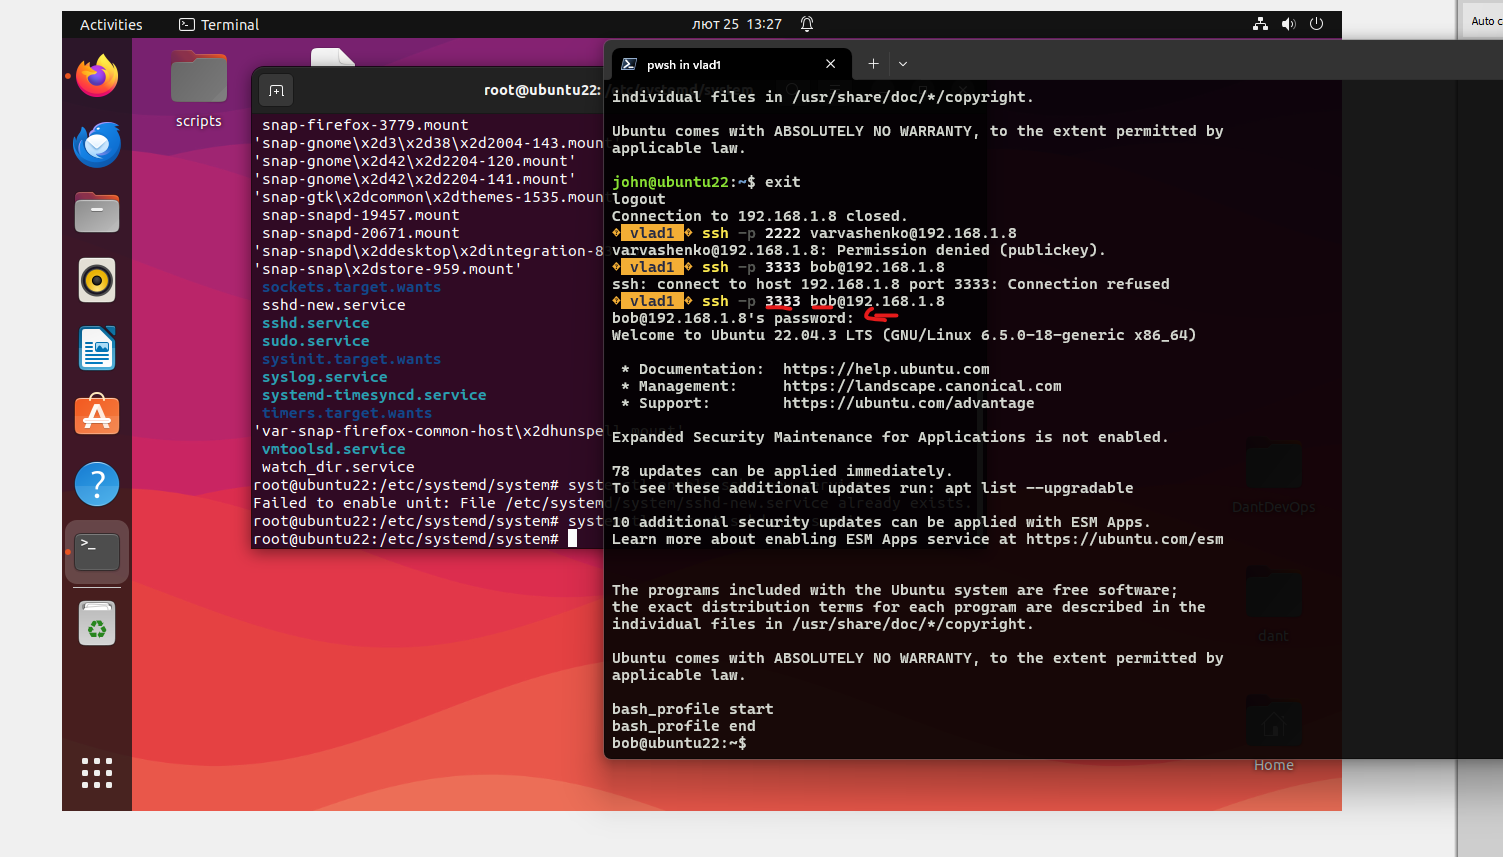 Activities
Terminal
лют 25 13:27
Auto c
scripts
root@ubuntu22:
snap-firefox-3779.mount
'snap-gnome\x2d3\x2d38\x2d2004-143.moun
'snap-gnome\x2d42\x2d2204-120.mount'
'snap-gnome\x2d42\x2d2204-141.mount'
'snap-gtk\x2dcommon\x2dthemes-1535.moun
snap-snapd-19457.mount
snap-snapd-20671.mount
'snap-snapd\x2ddesktop\x2dintegration-83
'snap-snap\x2dstore-959.mount'
sockets.target.wants
sshd-new.service
sshd.service
sudo.service
sysinit.target.wants
syslog.service
systemd-timesyncd.service
timers.target.wants
'var-snap-firefox-common-host\x2dhunspell.mount'
vmtoolsd.service
watch_dir.service
root@ubuntu22:/etc/systemd/system# syst
Failed to enable unit: File /etc/systemd/system/sshd-new.service already exists.
root@ubuntu22:/etc/systemd/system# syst
root@ubuntu22:/etc/systemd/system#
pwsh in vlad1
individual files in /usr/share/doc/*/copyright.
Ubuntu comes with ABSOLUTELY NO WARRANTY, to the extent permitted by
applicable law.
john@ubuntu22:~$ exit
logout
Connection to 192.168.1.8 closed.
vlad1 ssh -p 2222 varvashenko@192.168.1.8
varvashenko@192.168.1.8: Permission denied (publickey).
vlad1 ssh -p 3333 bob@192.168.1.8
ssh: connect to host 192.168.1.8 port 3333: Connection refused
vlad1 ssh -p 3333 bob@192.168.1.8
bob@192.168.1.8's password:
Welcome to Ubuntu 22.04.3 LTS (GNU/Linux 6.5.0-18-generic x86_64)
* Documentation: https://help.ubuntu.com
* Management: https://landscape.canonical.com
* Support: https://ubuntu.com/advantage
Expanded Security Maintenance for Applications is not enabled.
78 updates can be applied immediately.
To see these additional updates run: apt list --upgradable
10 additional security updates can be applied with ESM Apps.
Learn more about enabling ESM Apps service at https://ubuntu.com/esm
The programs included with the Ubuntu system are free software;
the exact distribution terms for each program are described in the
individual files in /usr/share/doc/*/copyright.
Ubuntu comes with ABSOLUTELY NO WARRANTY, to the extent permitted by
applicable law.
bash_profile start
bash_profile end
bob@ubuntu22:~$
DantDevOps
dant
Home